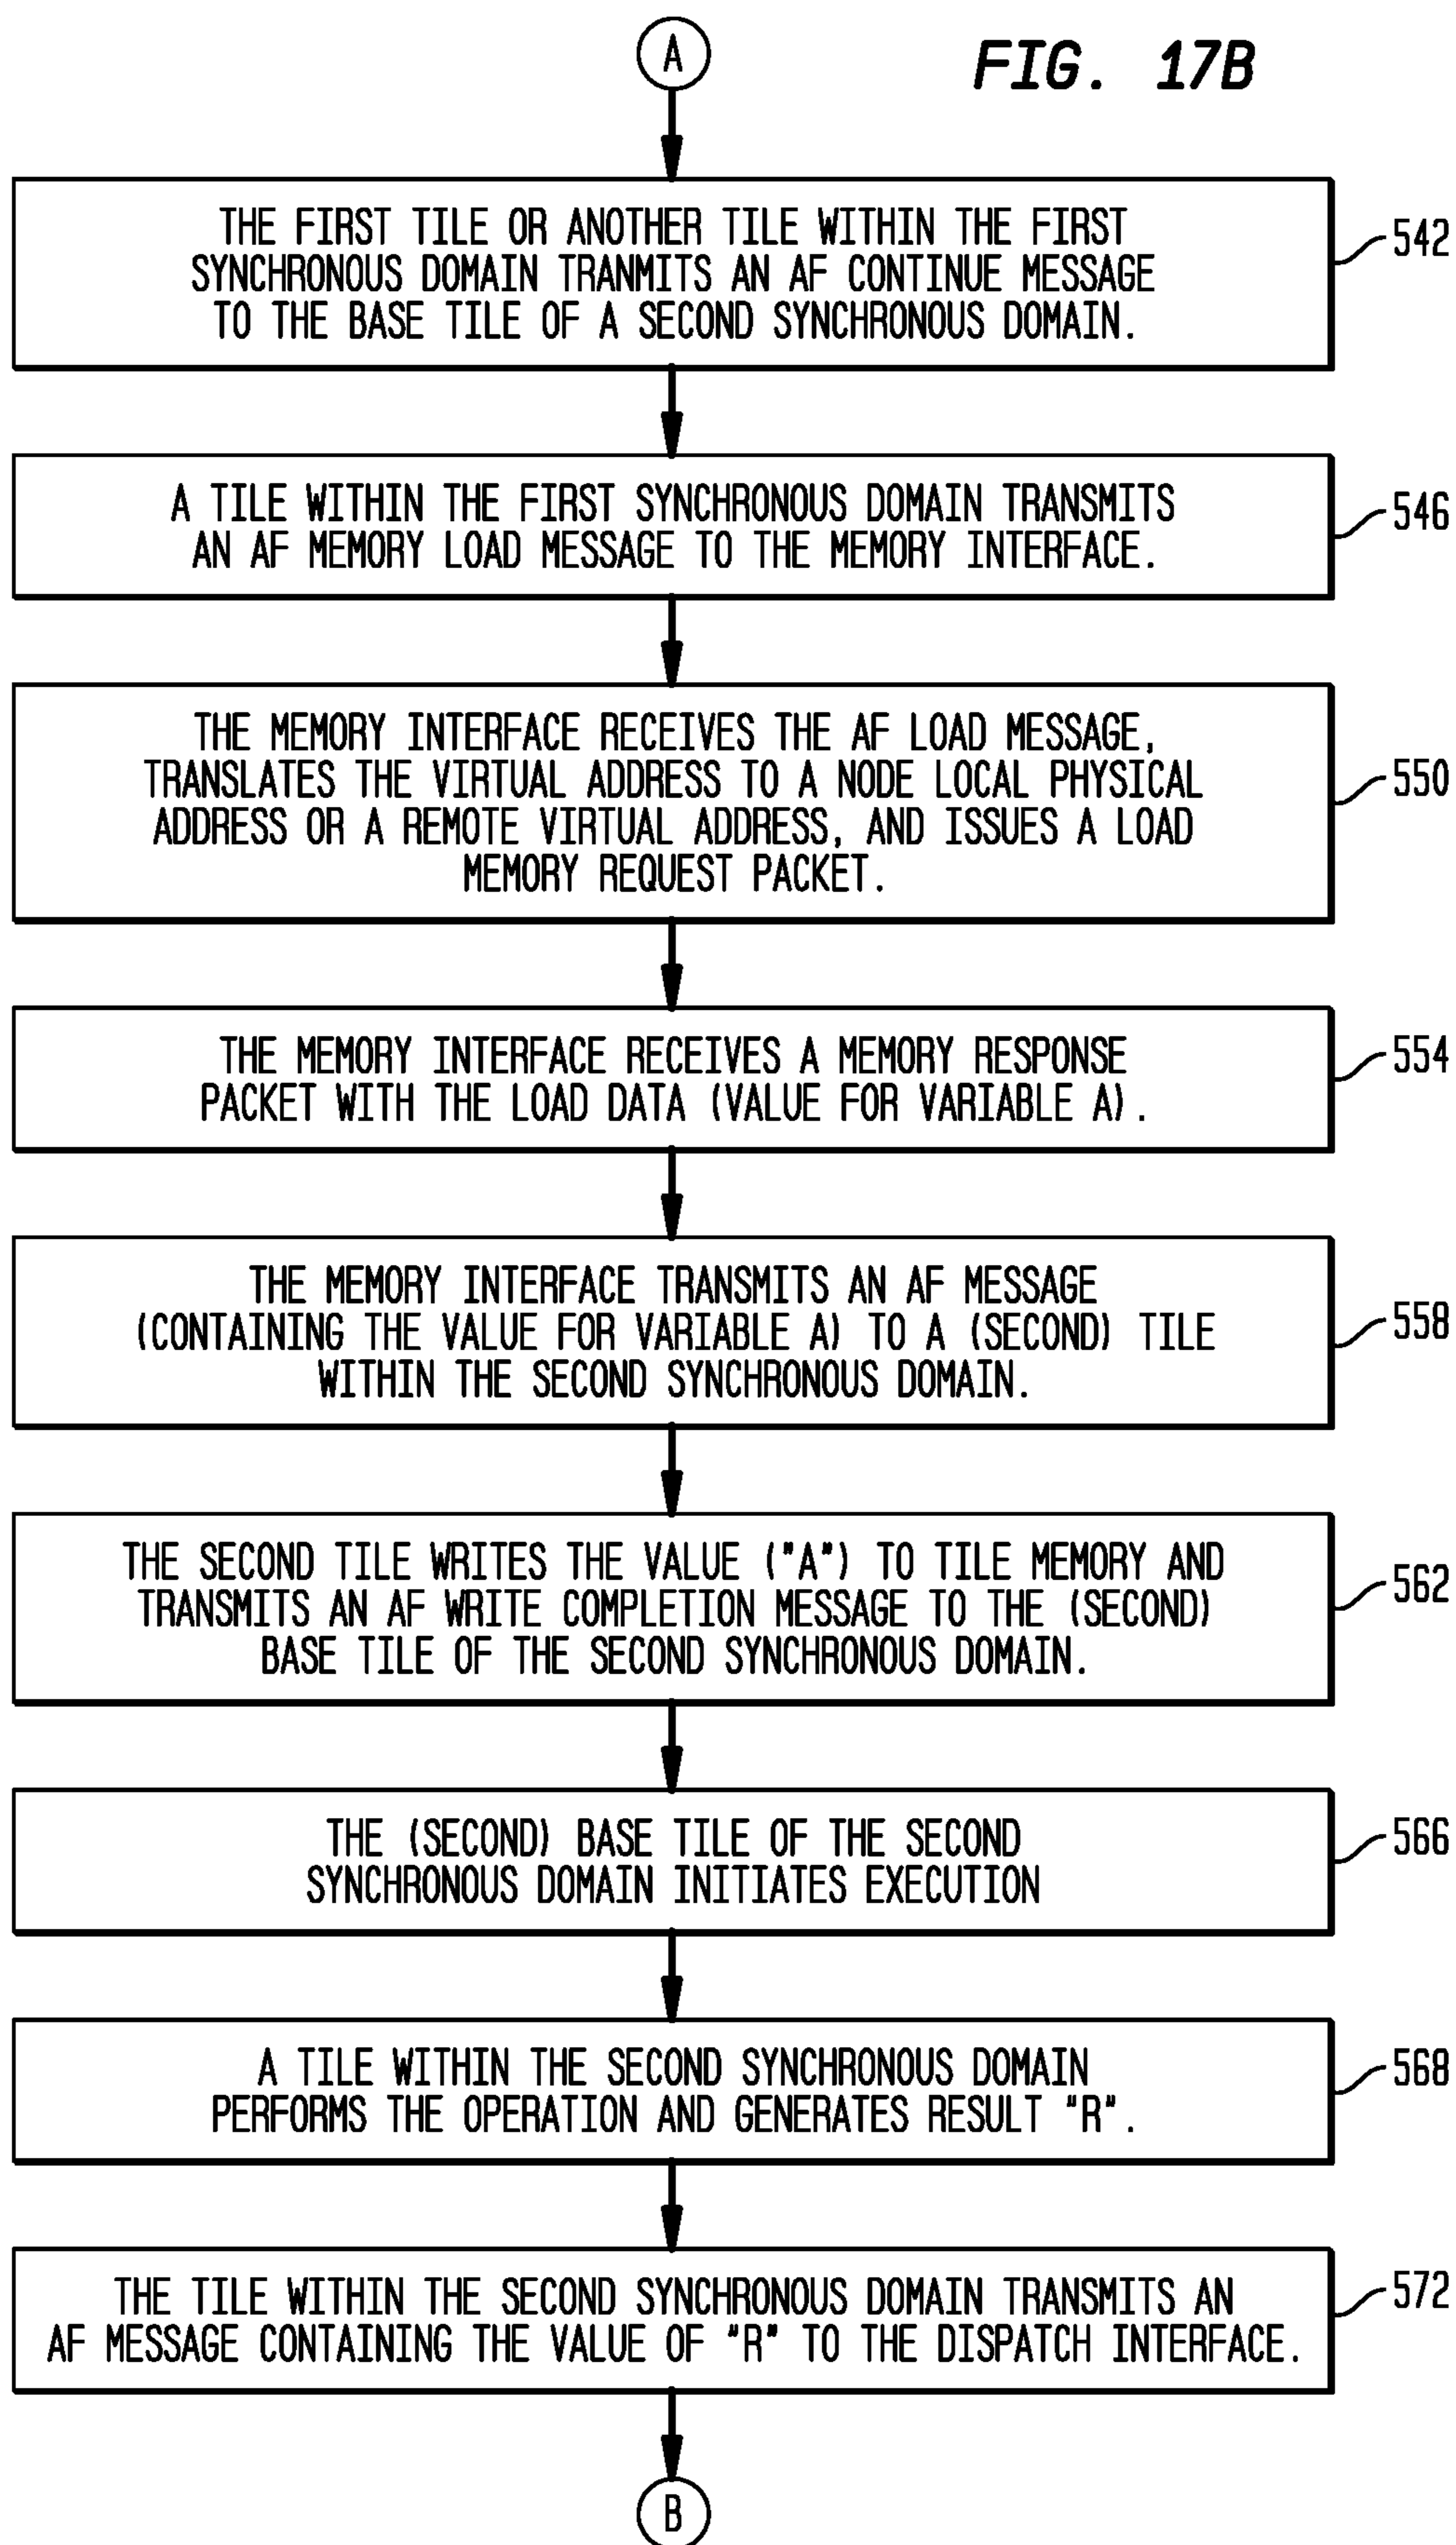 A
FIG. 17B
THE FIRST TILE OR ANOTHER TILE WITHIN THE FIRST
SYNCHRONOUS DOMAIN TRANMITS AN AF CONTINUE MESSAGE
TO THE BASE TILE OF A SECOND SYNCHRONOUS DOMAIN.
542
A TILE WITHIN THE FIRST SYNCHRONOUS DOMAIN TRANSMITS
AN AF MEMORY LOAD MESSAGE TO THE MEMORY INTERFACE.
546
THE MEMORY INTERFACE RECEIVES THE AF LOAD MESSAGE,
TRANSLATES THE VIRTUAL ADDRESS TO A NODE LOCAL PHYSICAL
ADDRESS OR A REMOTE VIRTUAL ADDRESS, AND ISSUES A LOAD
MEMORY REQUEST PACKET.
550
THE MEMORY INTERFACE RECEIVES A MEMORY RESPONSE
PACKET WITH THE LOAD DATA (VALUE FOR VARIABLE A).
554
THE MEMORY INTERFACE TRANSMITS AN AF MESSAGE
(CONTAINING THE VALUE FOR VARIABLE A) TO A (SECOND) TILE
WITHIN THE SECOND SYNCHRONOUS DOMAIN.
558
THE SECOND TILE WRITES THE VALUE ("A") TO TILE MEMORY AND
TRANSMITS AN AF WRITE COMPLETION MESSAGE TO THE (SECOND)
BASE TILE OF THE SECOND SYNCHRONOUS DOMAIN.
562
THE (SECOND) BASE TILE OF THE SECOND
SYNCHRONOUS DOMAIN INITIATES EXECUTION
566
A TILE WITHIN THE SECOND SYNCHRONOUS DOMAIN
PERFORMS THE OPERATION AND GENERATES RESULT "R".
568
THE TILE WITHIN THE SECOND SYNCHRONOUS DOMAIN TRANSMITS AN
AF MESSAGE CONTAINING THE VALUE OF "R" TO THE DISPATCH INTERFACE.
572
B